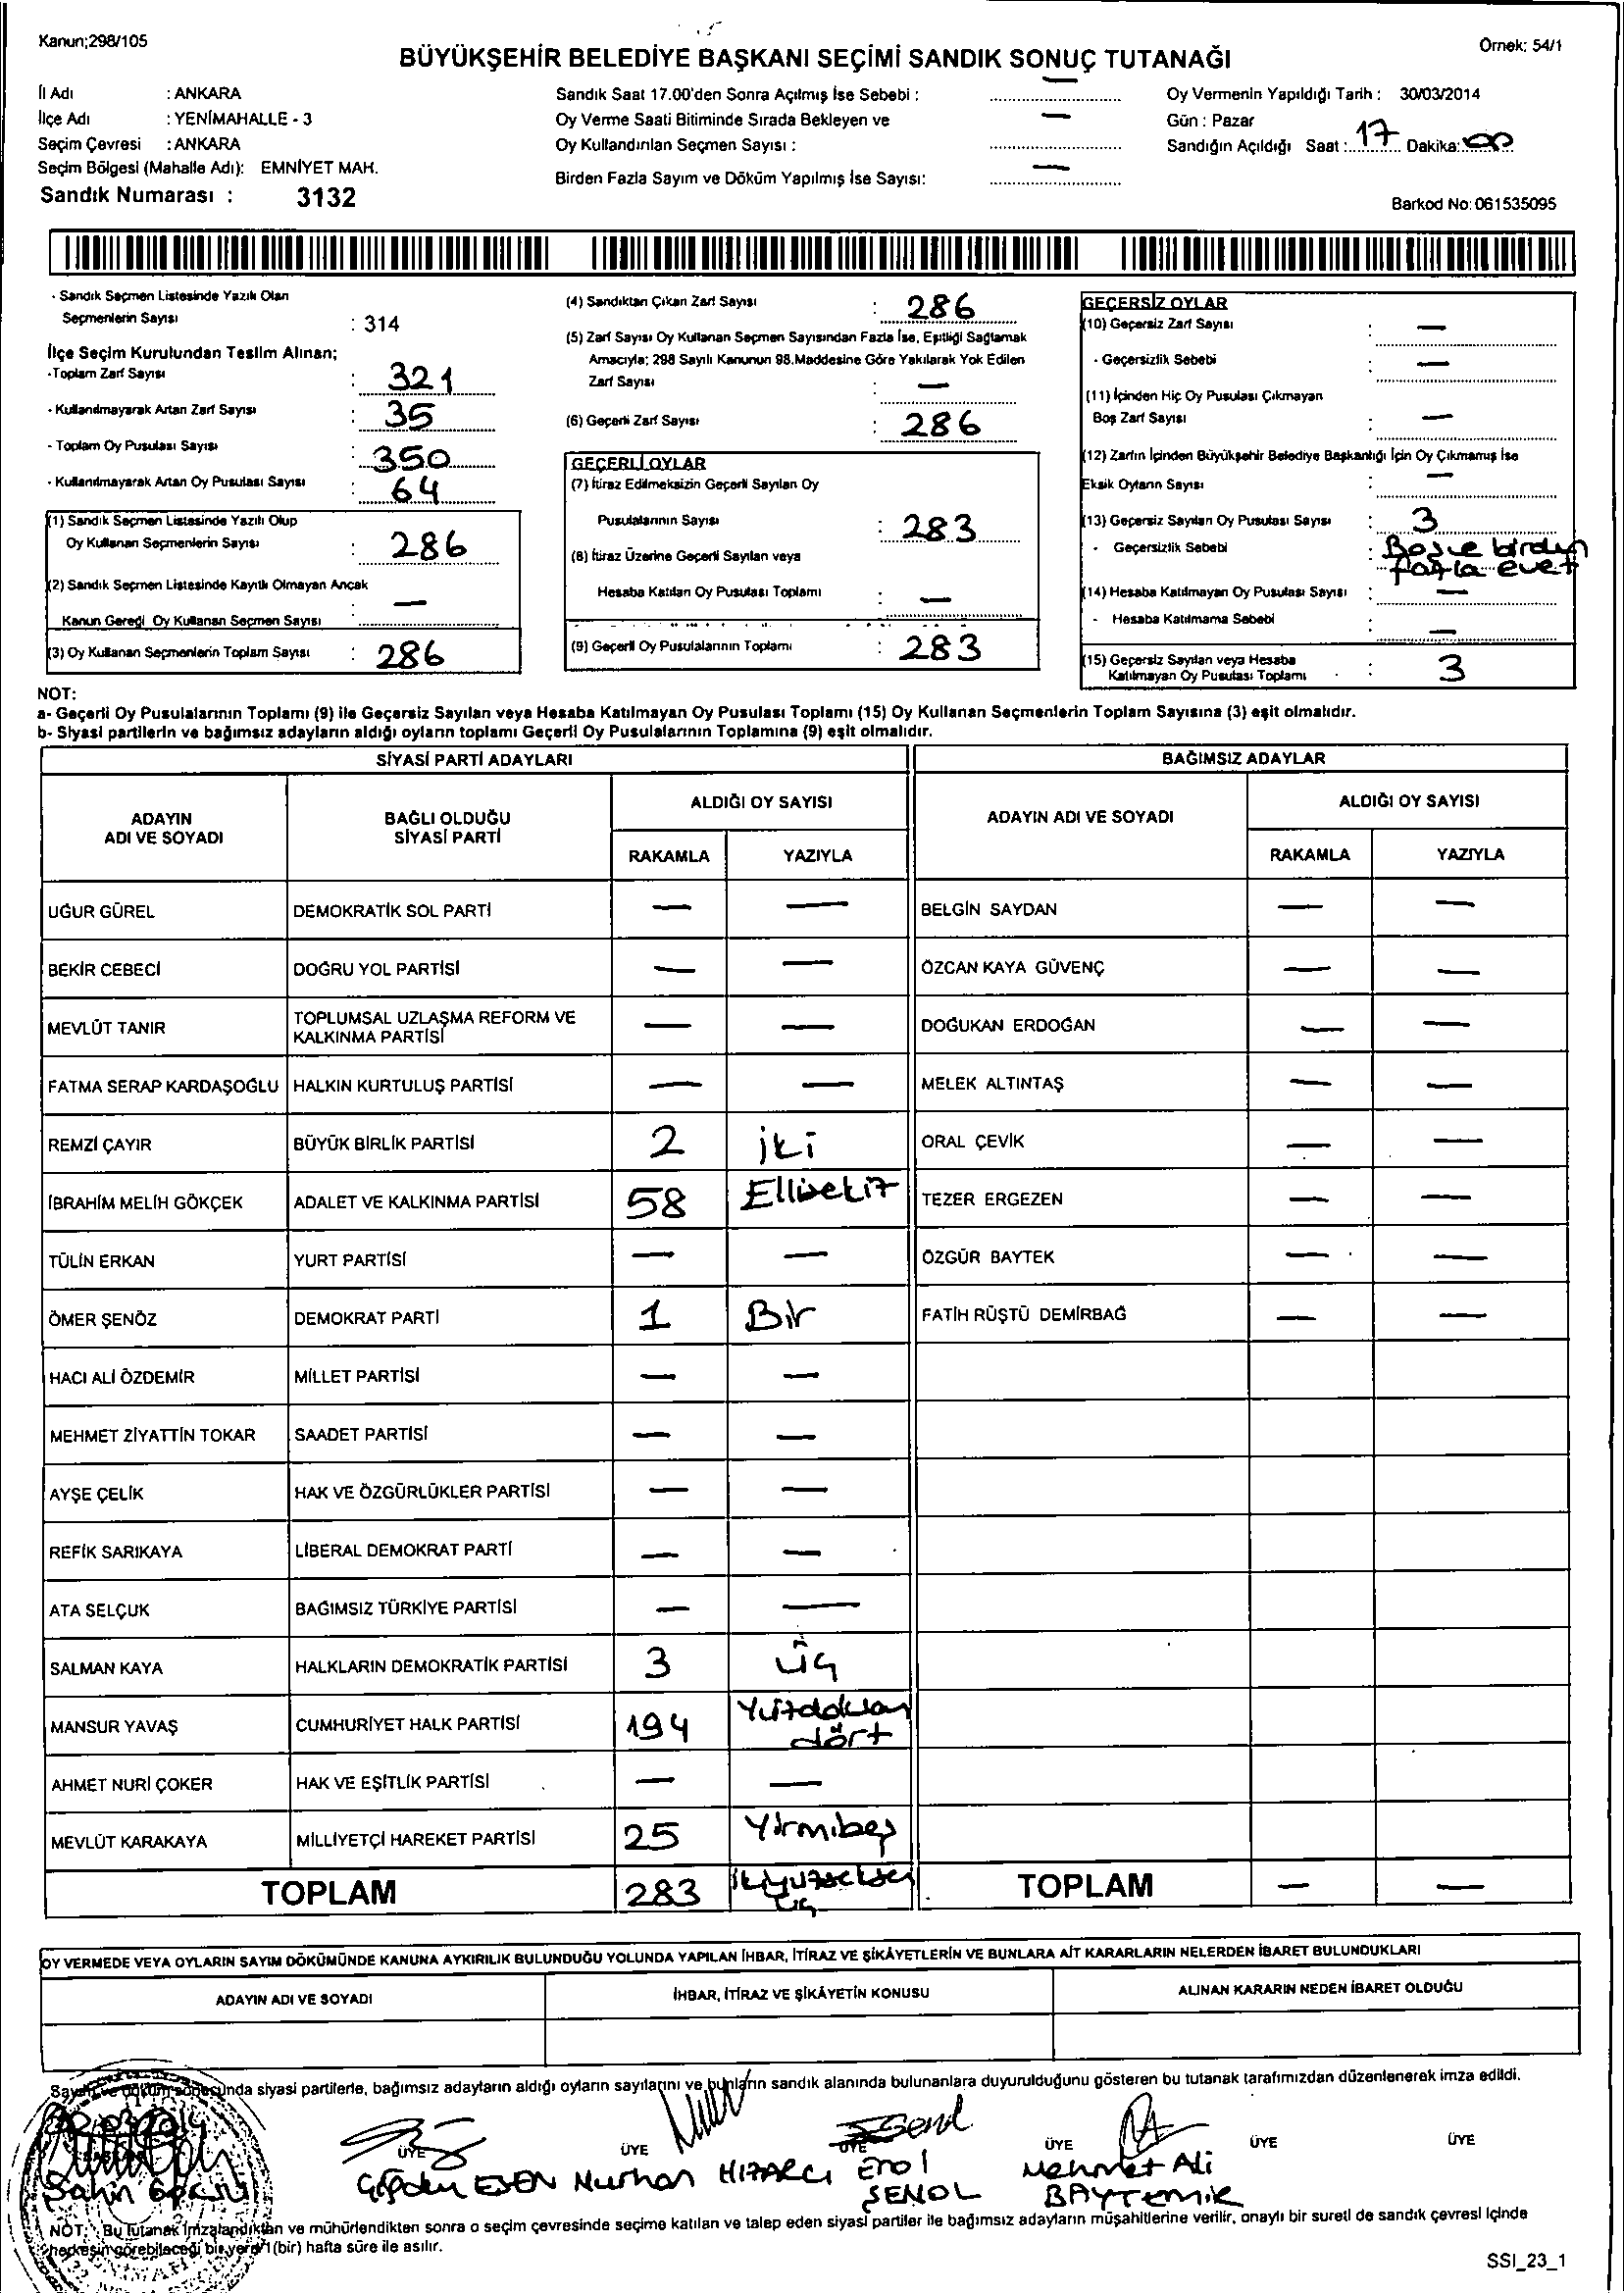 Kanun;298/105
Örnek: 54/1
BÜYÜKŞEHİR BELEDİYE BAŞKANI SEÇİMİ SANDIK SONUÇ TUTANAĞI
İl Adı : ANKARA
İlçe Adı : YENİMAHALLE - 3
Seçim Çevresi : ANKARA
Seçim Bölgesi (Mahalle Adı): EMNİYET MAH.
Sandık Numarası : 3132
Sandık Saat 17.00'den Sonra Açılmış İse Sebebi : —
Oy Verme Saati Bitiminde Sırada Bekleyen ve
Oy Kullandırılan Seçmen Sayısı : —
Birden Fazla Sayım ve Döküm Yapılmış İse Sayısı: —
Oy Vermenin Yapıldığı Tarih : 30/03/2014
Gün : Pazar
Sandığın Açıldığı Saat : 17 Dakika: 00
Barkod No: 061535095
- Sandık Seçmen Listesinde Yazılı Olan
Seçmenlerin Sayısı : 314
İlçe Seçim Kurulundan Teslim Alınan;
-Toplam Zarf Sayısı : 321
- Kullanılmayarak Artan Zarf Sayısı : 35
- Toplam Oy Pusulası Sayısı : 350
- Kullanılmayarak Artan Oy Pusulası Sayısı : 64
(1) Sandık Seçmen Listesinde Yazılı Olup
Oy Kullanan Seçmenlerin Sayısı : 286
(2) Sandık Seçmen Listesinde Kayıtlı Olmayan Ancak
Kanun Gereği Oy Kullanan Seçmen Sayısı : —
(3) Oy Kullanan Seçmenlerin Toplam Sayısı : 286
(4) Sandıktan Çıkan Zarf Sayısı : 286
(5) Zarf Sayısı Oy Kullanan Seçmen Sayısından Fazla İse, Eşitliği Sağlamak
Amacıyla; 298 Sayılı Kanunun 98.Maddesine Göre Yakılarak Yok Edilen
Zarf Sayısı : —
(6) Geçerli Zarf Sayısı : 286
GEÇERLİ OYLAR
(7) İtiraz Edilmeksizin Geçerli Sayılan Oy
Pusulalarının Sayısı : 283
(8) İtiraz Üzerine Geçerli Sayılan veya
Hesaba Katılan Oy Pusulası Toplamı : —
(9) Geçerli Oy Pusulalarının Toplamı : 283
GEÇERSİZ OYLAR
(10) Geçersiz Zarf Sayısı : —
- Geçersizlik Sebebi : —
(11) İçinden Hiç Oy Pusulası Çıkmayan
Boş Zarf Sayısı : —
(12) Zarfın İçinden Büyükşehir Belediye Başkanlığı İçin Oy Çıkmamış İse
Eksik Oyların Sayısı : —
(13) Geçersiz Sayılan Oy Pusulası Sayısı : 3
- Geçersizlik Sebebi : Boş ve birden
fazla evet
(14) Hesaba Katılmayan Oy Pusulası Sayısı : —
- Hesaba Katılmama Sebebi : —
(15) Geçersiz Sayılan veya Hesaba
Katılmayan Oy Pusulası Toplamı : 3
NOT:
a- Geçerli Oy Pusulalarının Toplamı (9) ile Geçersiz Sayılan veya Hesaba Katılmayan Oy Pusulası Toplamı (15) Oy Kullanan Seçmenlerin Toplam Sayısına (3) eşit olmalıdır.
b- Siyasi partilerin ve bağımsız adayların aldığı oyların toplamı Geçerli Oy Pusulalarının Toplamına (9) eşit olmalıdır.
SİYASİ PARTİ ADAYLARI BAĞIMSIZ ADAYLAR
ADAYIN
ADI VE SOYADI
BAĞLI OLDUĞU
SİYASİ PARTİ
ALDIĞI OY SAYISI
RAKAMLA YAZIYLA
ADAYIN ADI VE SOYADI
ALDIĞI OY SAYISI
RAKAMLA YAZIYLA
UĞUR GÜREL DEMOKRATİK SOL PARTİ — — BELGİN SAYDAN — —
BEKİR CEBECİ DOĞRU YOL PARTİSİ — — ÖZCAN KAYA GÜVENÇ — —
MEVLÜT TANIR TOPLUMSAL UZLAŞMA REFORM VE
KALKINMA PARTİSİ — — DOĞUKAN ERDOĞAN — —
FATMA SERAP KARDAŞOĞLU HALKIN KURTULUŞ PARTİSİ — — MELEK ALTINTAŞ — —
REMZİ ÇAYIR BÜYÜK BİRLİK PARTİSİ 2 iki ORAL ÇEVİK — —
İBRAHİM MELİH GÖKÇEK ADALET VE KALKINMA PARTİSİ 58 Ellisekiz TEZER ERGEZEN — —
TÜLİN ERKAN YURT PARTİSİ — — ÖZGÜR BAYTEK — —
ÖMER ŞENÖZ DEMOKRAT PARTİ 1 Bir FATİH RÜŞTÜ DEMİRBAĞ — —
HACI ALİ ÖZDEMİR MİLLET PARTİSİ — —
MEHMET ZİYATTİN TOKAR SAADET PARTİSİ — —
AYŞE ÇELİK HAK VE ÖZGÜRLÜKLER PARTİSİ — —
REFİK SARIKAYA LİBERAL DEMOKRAT PARTİ — —
ATA SELÇUK BAĞIMSIZ TÜRKİYE PARTİSİ — —
SALMAN KAYA HALKLARIN DEMOKRATİK PARTİSİ 3 üç
MANSUR YAVAŞ CUMHURİYET HALK PARTİSİ 194 Yüzdoksan
dört
AHMET NURİ ÇOKER HAK VE EŞİTLİK PARTİSİ — —
MEVLÜT KARAKAYA MİLLİYETÇİ HAREKET PARTİSİ 25 Yirmibeş
TOPLAM 283 ikiyüzseksen
üç
TOPLAM — —
OY VERMEDE VEYA OYLARIN SAYIM DÖKÜMÜNDE KANUNA AYKIRILIK BULUNDUĞU YOLUNDA YAPILAN İHBAR, İTİRAZ VE ŞİKÂYETLERİN VE BUNLARA AİT KARARLARIN NELERDEN İBARET BULUNDUKLARI
ADAYIN ADI VE SOYADI İHBAR, İTİRAZ VE ŞİKÂYETİN KONUSU ALINAN KARARIN NEDEN İBARET OLDUĞU
Sayım ve döküm sonucunda siyasi partilerle, bağımsız adayların aldığı oyların sayılarını ve bunların sandık alanında bulunanlara duyurulduğunu gösteren bu tutanak tarafımızdan düzenlenerek imza edildi.
ÜYE ÜYE ÜYE ÜYE ÜYE ÜYE
ESEN Nurhan Erol Mehmet Ali
ŞENOL BAYTEMİR
NOT: Bu tutanak imzalandıktan ve mühürlendikten sonra o seçim çevresinde seçime katılan ve talep eden siyasi partiler ile bağımsız adayların müşahitlerine verilir, onaylı bir sureti de sandık çevresi içinde
herkesin görebileceği bir yerde 1 (bir) hafta süre ile asılır.
SSI_23_1